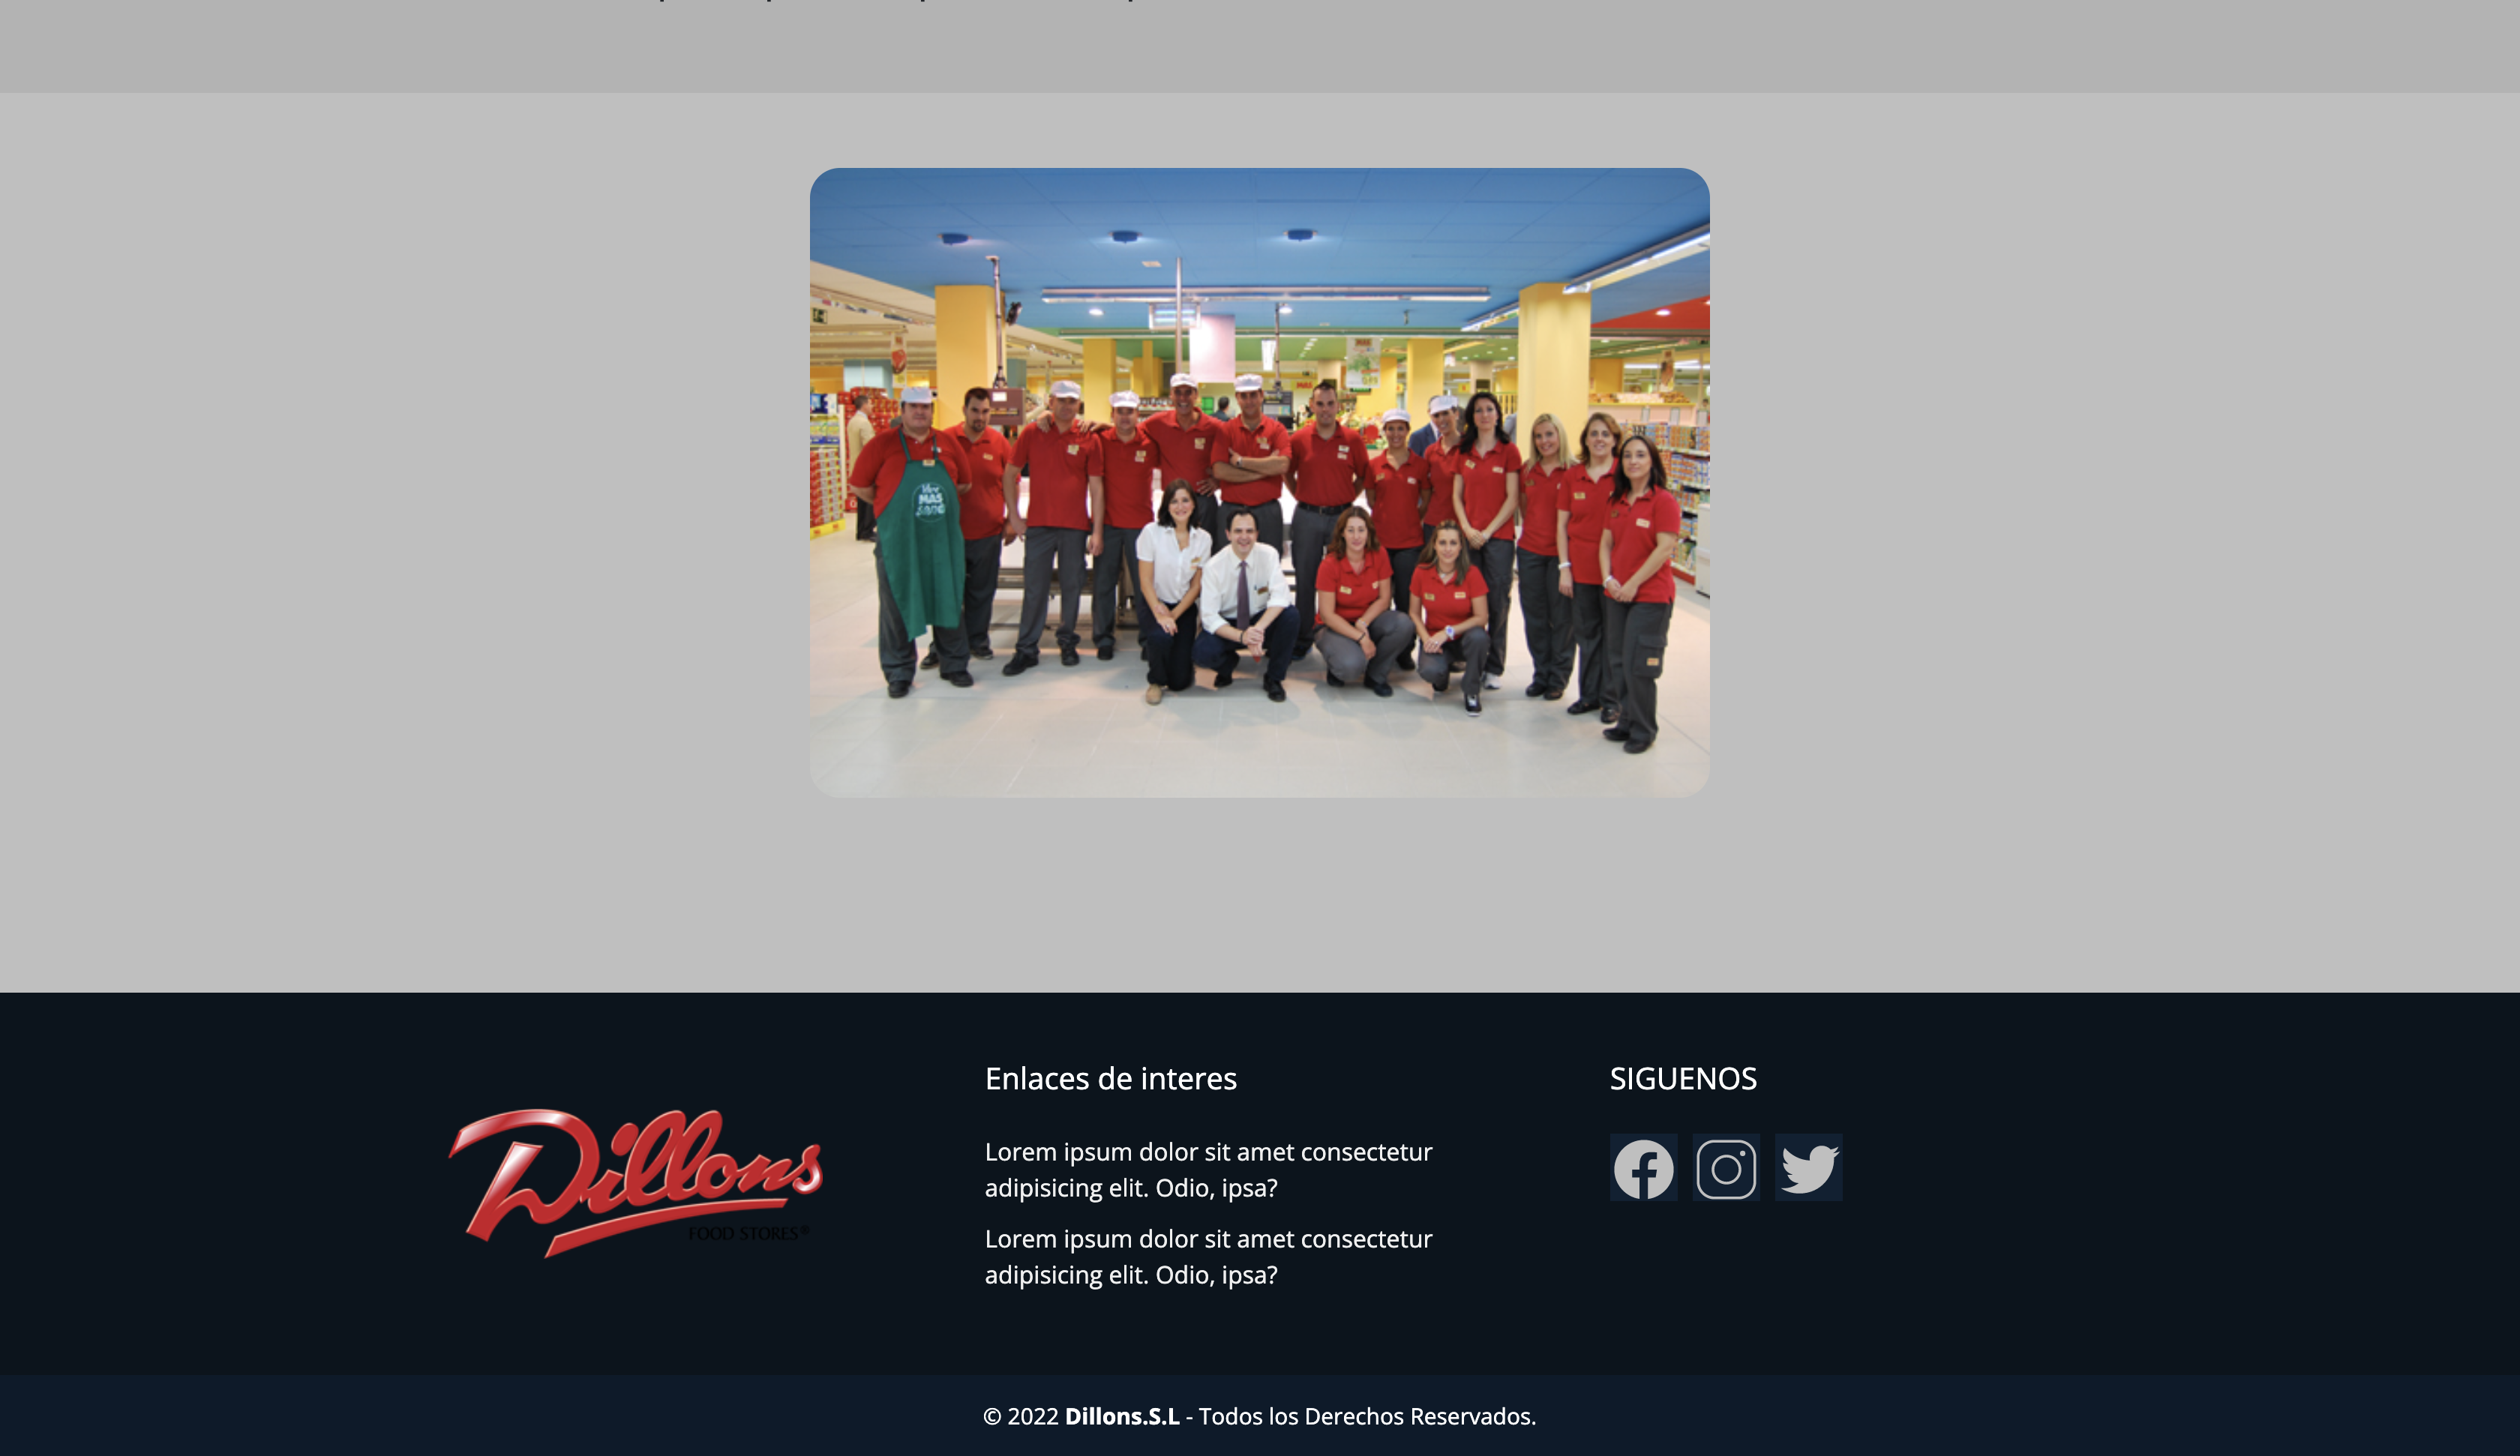 MAS
Enlaces de interes
SIGUENOS
Dillons
FOOD STORES®
Lorem ipsum dolor sit amet consectetur
adipisicing elit. Odio, ipsa?
Lorem ipsum dolor sit amet consectetur
adipisicing elit. Odio, ipsa?
© 2022 Dillons.S.L - Todos los Derechos Reservados.